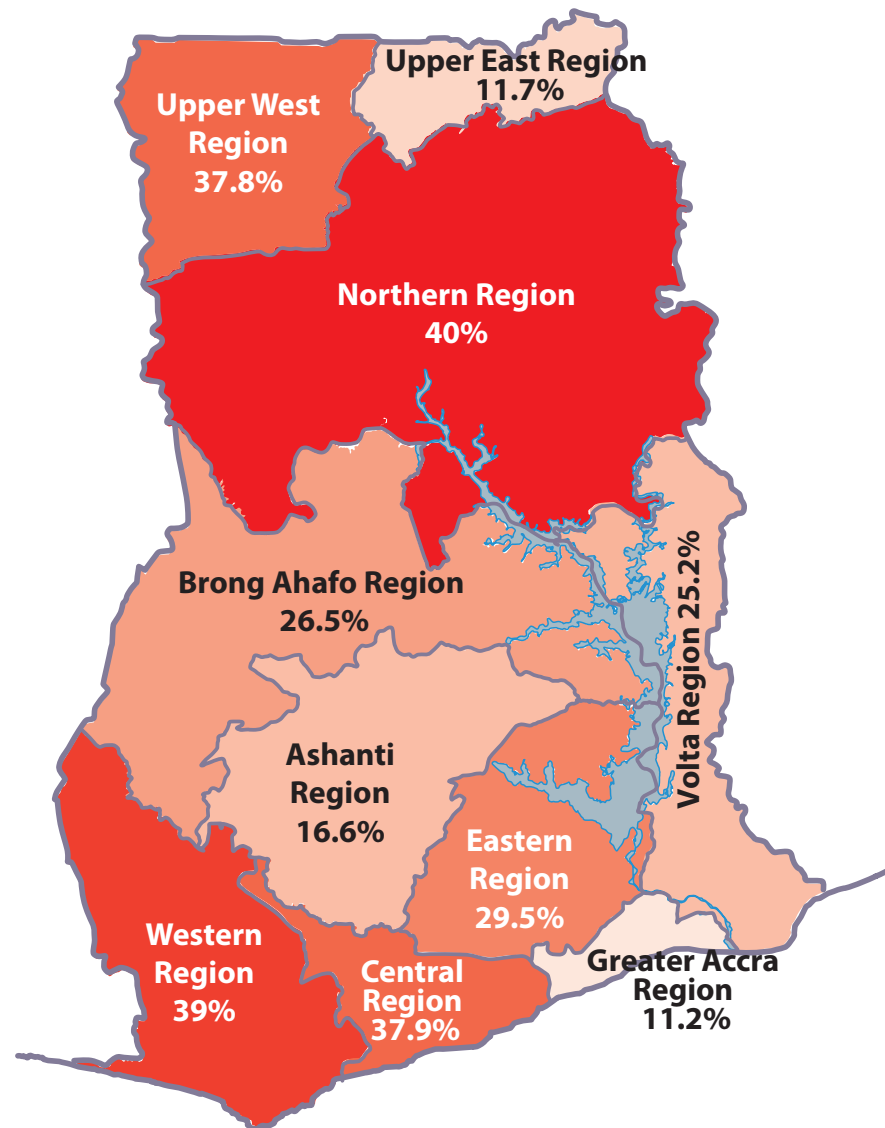 Upper East Region
11.7%
Upper West
Region
37.8%
Northern Region
40%
Brong Ahafo Region
26.5%
Volta Region 25.2%
Ashanti
Region
16.6%
Eastern
Region
29.5%
Western
Region
39%
Central
Region
37.9%
Greater Accra
Region
11.2%